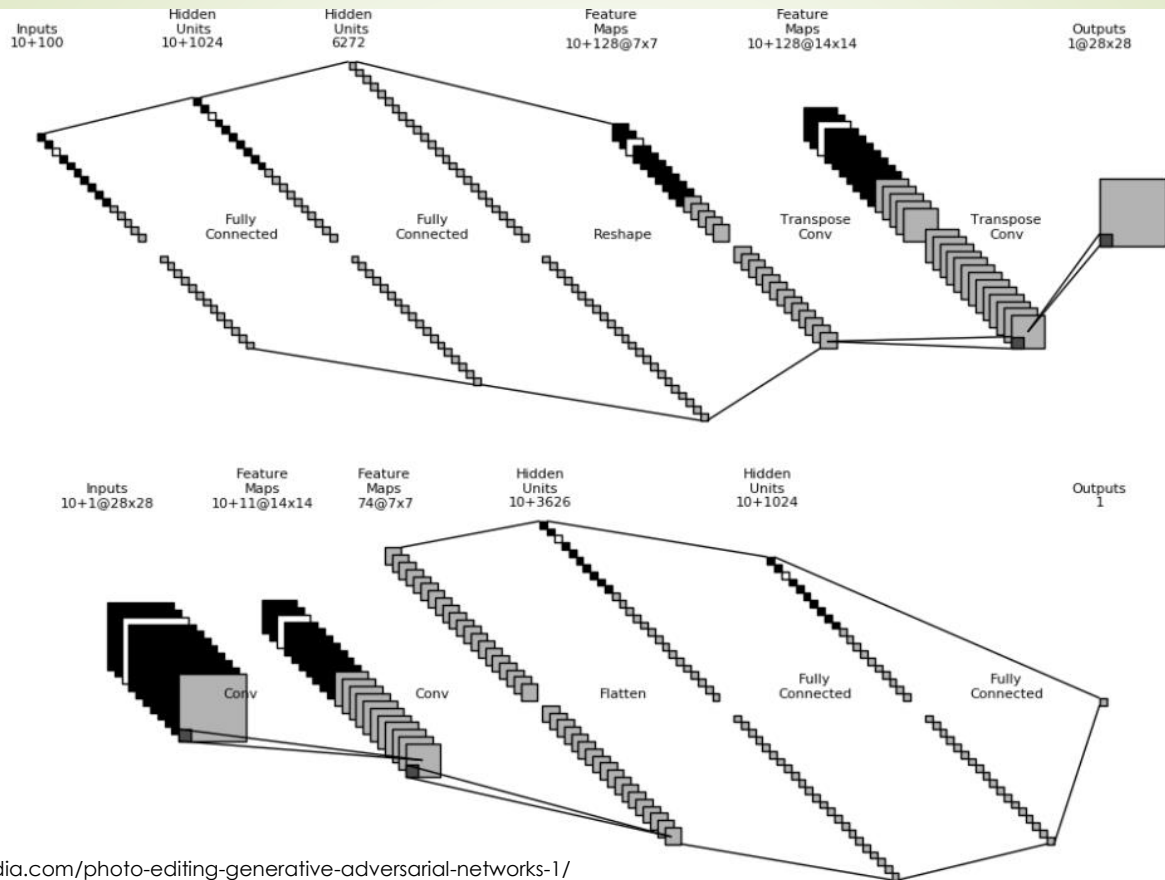 Inputs
10+100
Hidden
Units
10+1024
Hidden
Units
6272
Feature
Maps
10+128@7x7
Feature
Maps
10+128@14x14
Outputs
1@28x28
Fully
Connected
Fully
Connected
Reshape
Transpose
Conv
Transpose
Conv
Inputs
10+1@28x28
Feature
Maps
10+11@14x14
Feature
Maps
74@7x7
Hidden
Units
10+3626
Hidden
Units
10+1024
Outputs
1
Conv
Conv
Flatten
Fully
Connected
Fully
Connected
dia.com/photo-editing-generative-adversarial-networks-1/